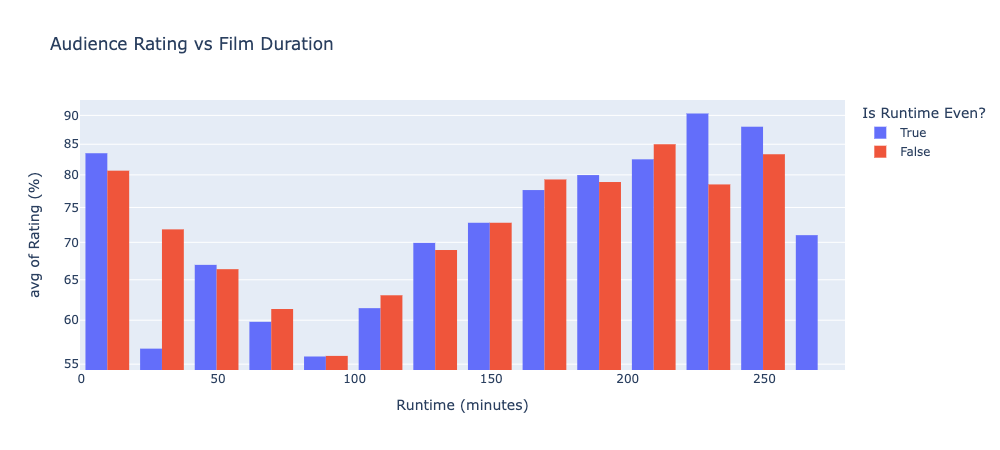 Audience Rating vs Film Duration
90
85
80
75
70
65
60
55
avg of Rating (%)
0
50
100
150
200
250
Runtime (minutes)
Is Runtime Even?
True
False